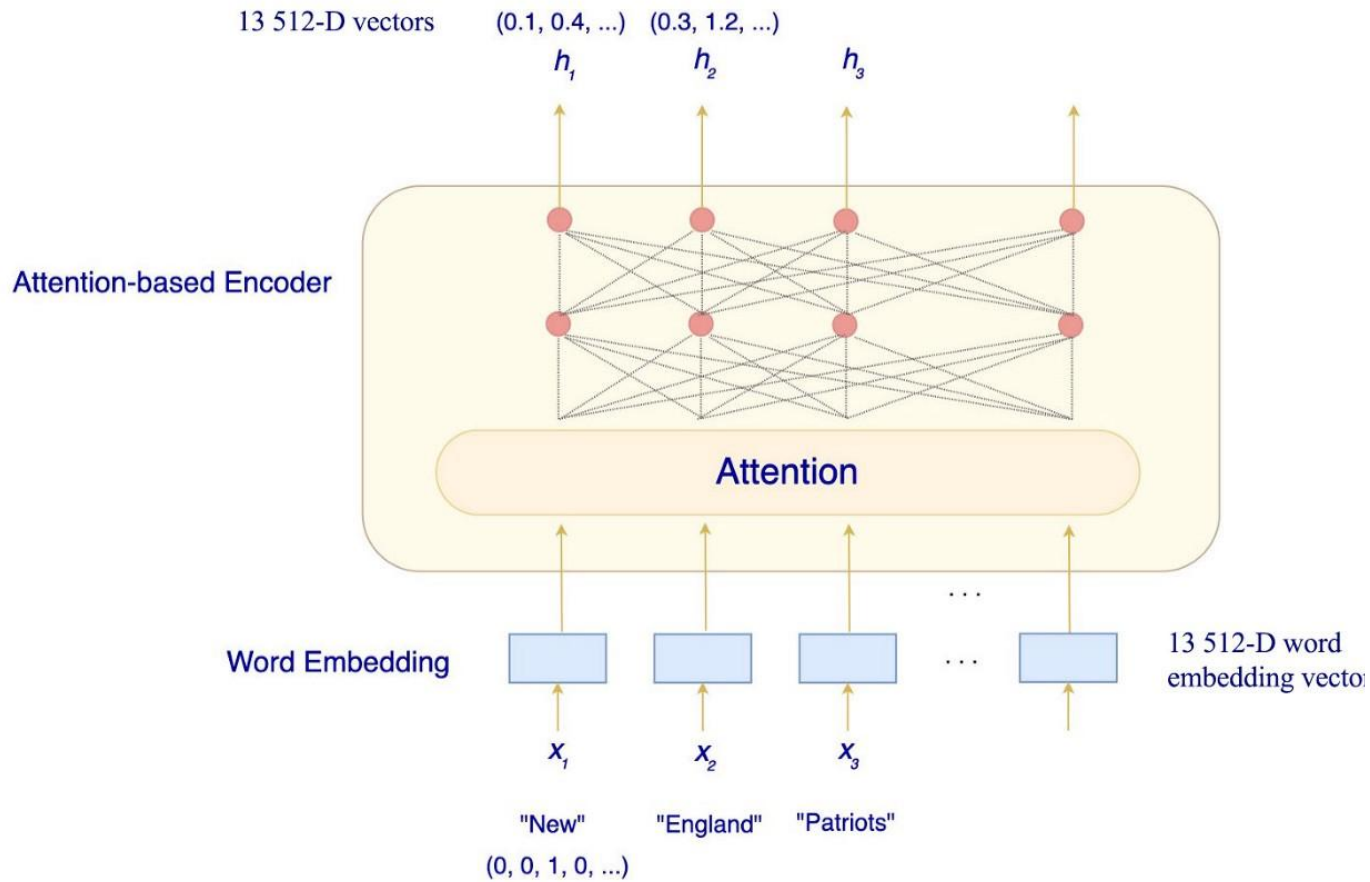 13 512-D vectors (0.1, 0.4, ...) (0.3, 1.2, ...)
h₁ h₂ h₃
Attention-based Encoder
Attention
...
Word Embedding ... 13 512-D word
embedding vector
x₁ x₂ x₃
"New" "England" "Patriots"
(0, 0, 1, 0, ...)